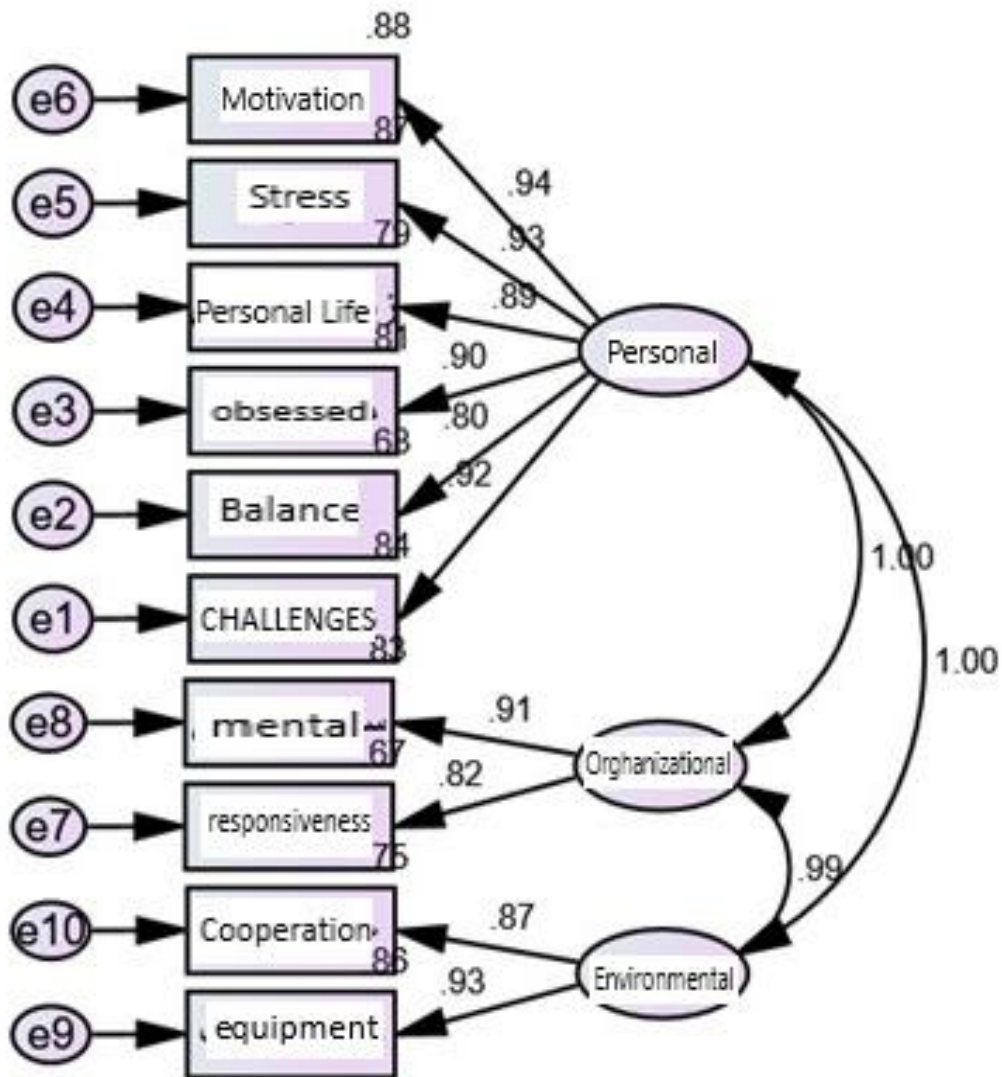 .88
e6
Motivation
87
.94
e5
Stress
79
.93
e4
Personal Life
81
.89
Personal
e3
obsessed
63
.90
e2
Balance
84
.80
e1
CHALLENGES
83
.92
1.00
1.00
e8
mental
67
.91
Orghanizational
e7
responsiveness
75
.82
.99
e10
Cooperation
86
.87
Environmental
e9
equipment
.93